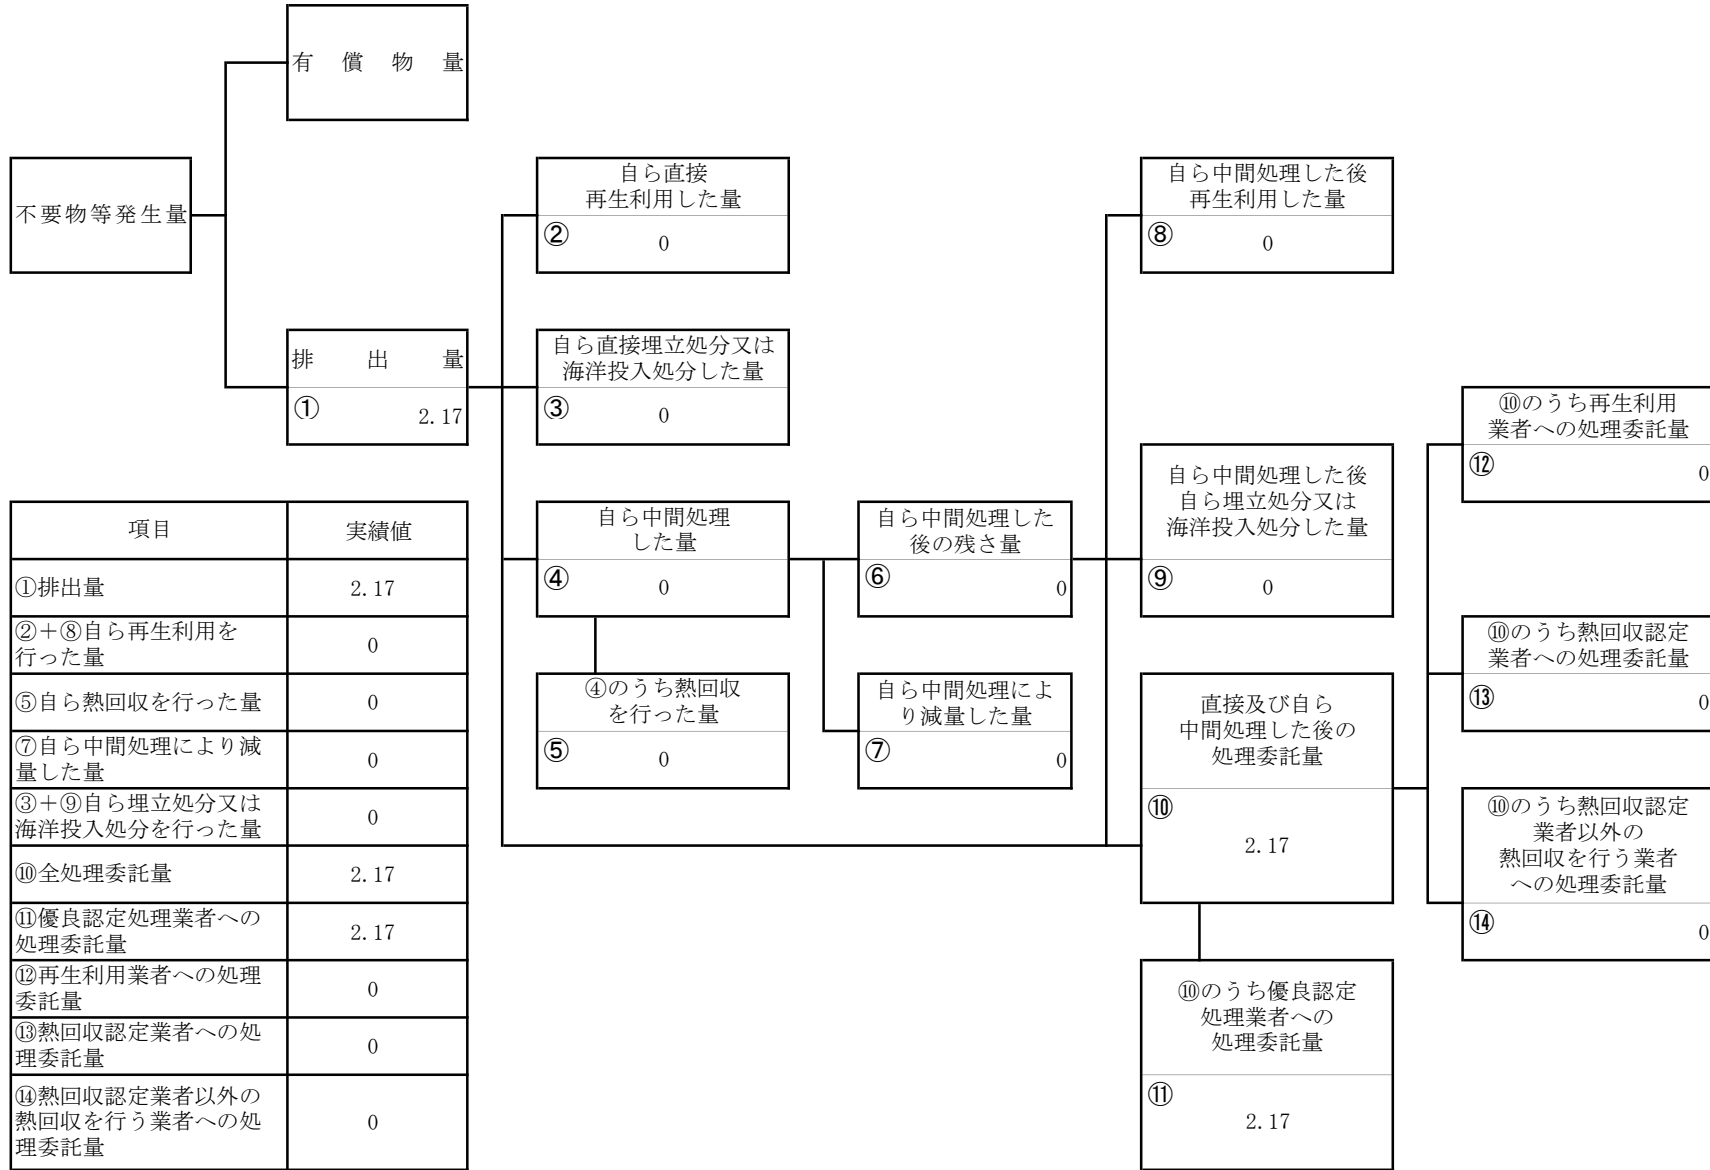 有償物量
不要物等発生量
排出量
① 2.17
自ら直接
再生利用した量
② 0
自ら直接埋立処分又は
海洋投入処分した量
③ 0
自ら中間処理
した量
④ 0
④のうち熱回収
を行った量
⑤ 0
自ら中間処理した
後の残さ量
⑥ 0
自ら中間処理によ
り減量した量
⑦ 0
自ら中間処理した後
再生利用した量
⑧ 0
自ら中間処理した後
自ら埋立処分又は
海洋投入処分した量
⑨ 0
直接及び自ら
中間処理した後の
処理委託量
⑩
2.17
⑩のうち優良認定
処理業者への
処理委託量
⑪
2.17
⑩のうち再生利用
業者への処理委託量
⑫ 0
⑩のうち熱回収認定
業者への処理委託量
⑬ 0
⑩のうち熱回収認定
業者以外の
熱回収を行う業者
への処理委託量
⑭ 0
項目 実績値
①排出量 2.17
②+⑧自ら再生利用を
行った量 0
⑤自ら熱回収を行った量 0
⑦自ら中間処理により減
量した量 0
③+⑨自ら埋立処分又は
海洋投入処分を行った量 0
⑩全処理委託量 2.17
⑪優良認定処理業者への
処理委託量 2.17
⑫再生利用業者への処理
委託量 0
⑬熱回収認定業者への処
理委託量 0
⑭熱回収認定業者以外の
熱回収を行う業者への処
理委託量 0